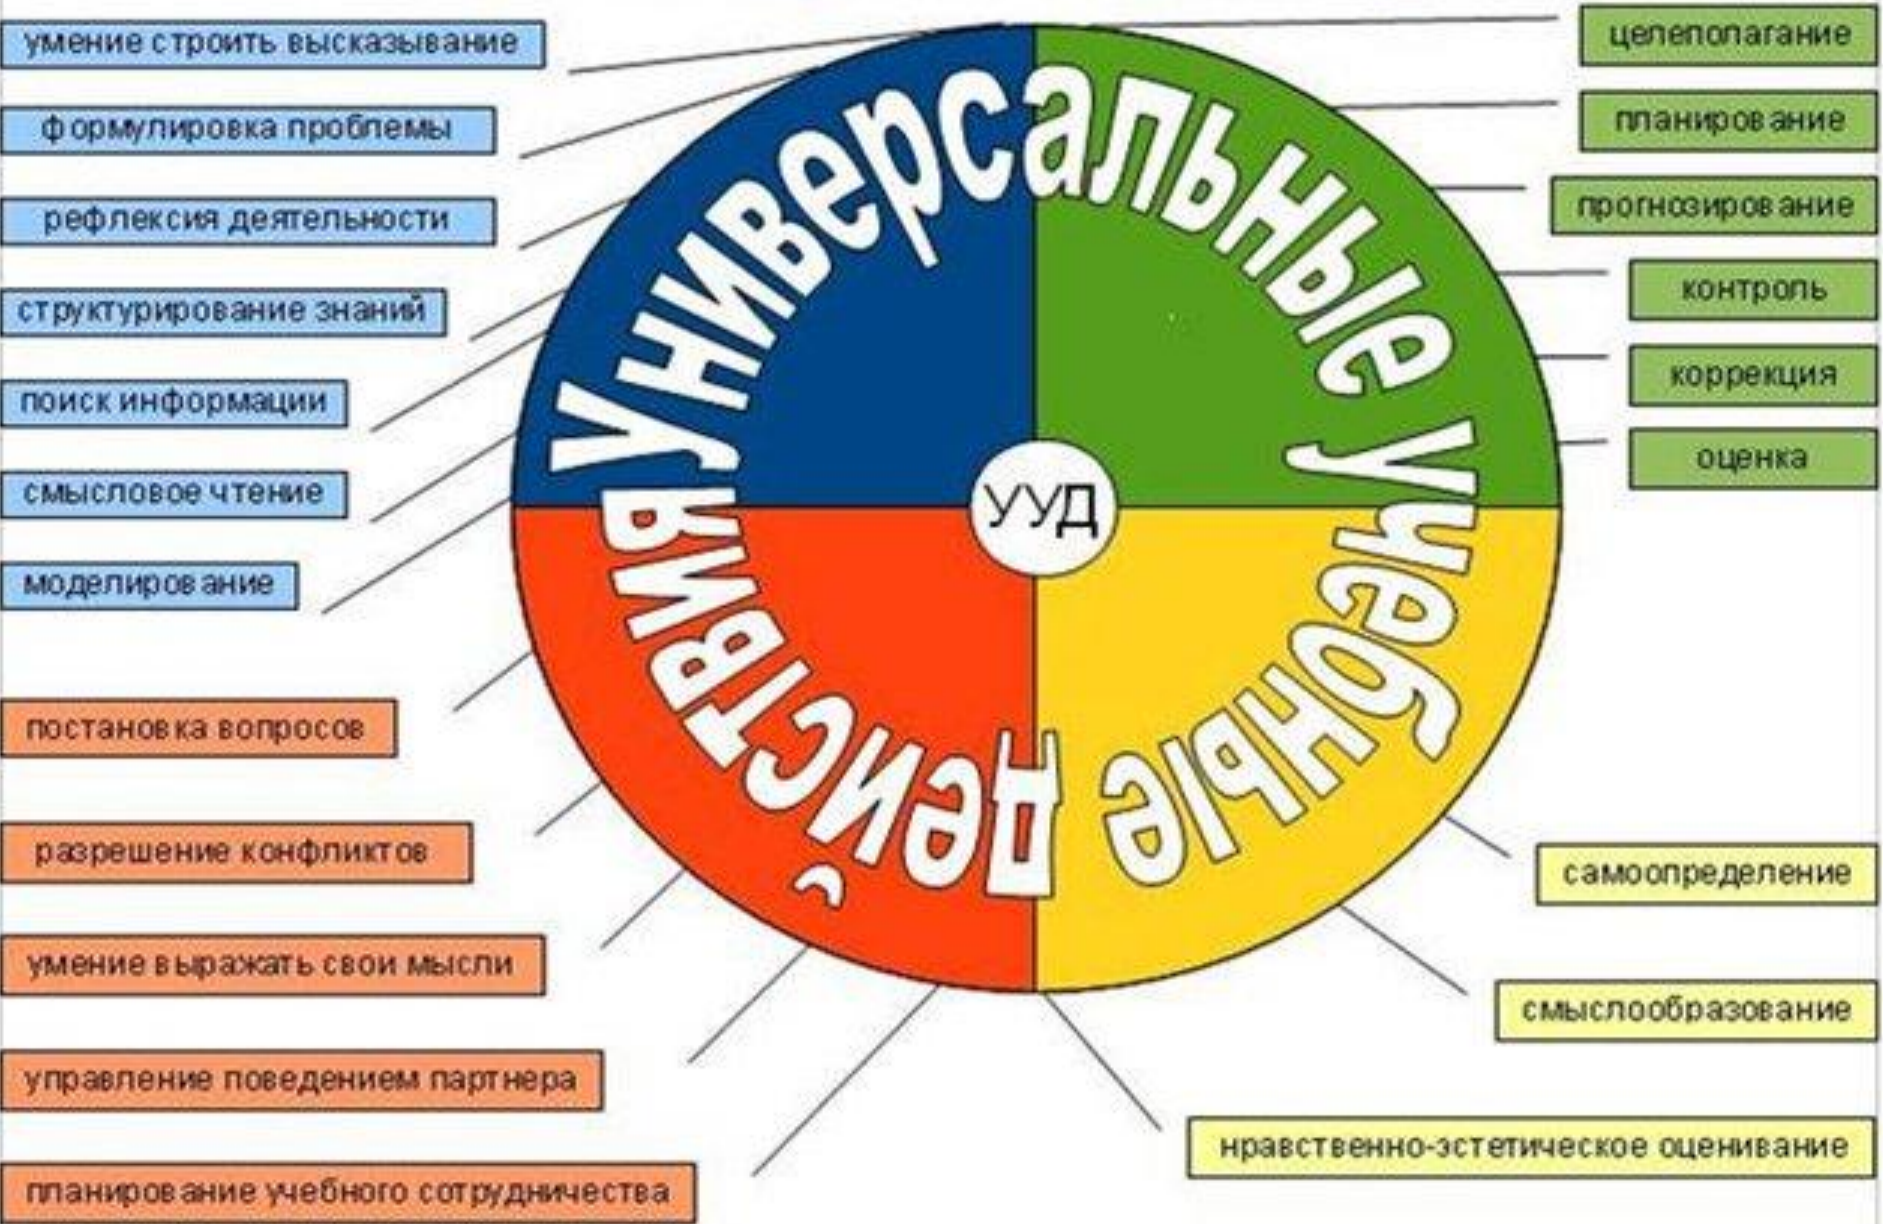 умение строить высказывание
формулировка проблемы
рефлексия деятельности
структурирование знаний
поиск информации
смысловое чтение
моделирование
постановка вопросов
разрешение конфликтов
умение выражать свои мысли
управление поведением партнера
планирование учебного сотрудничества
Универсальные учебные действия
УУД
целеполагание
планирование
прогнозирование
контроль
коррекция
оценка
самоопределение
смыслообразование
нравственно-эстетическое оценивание